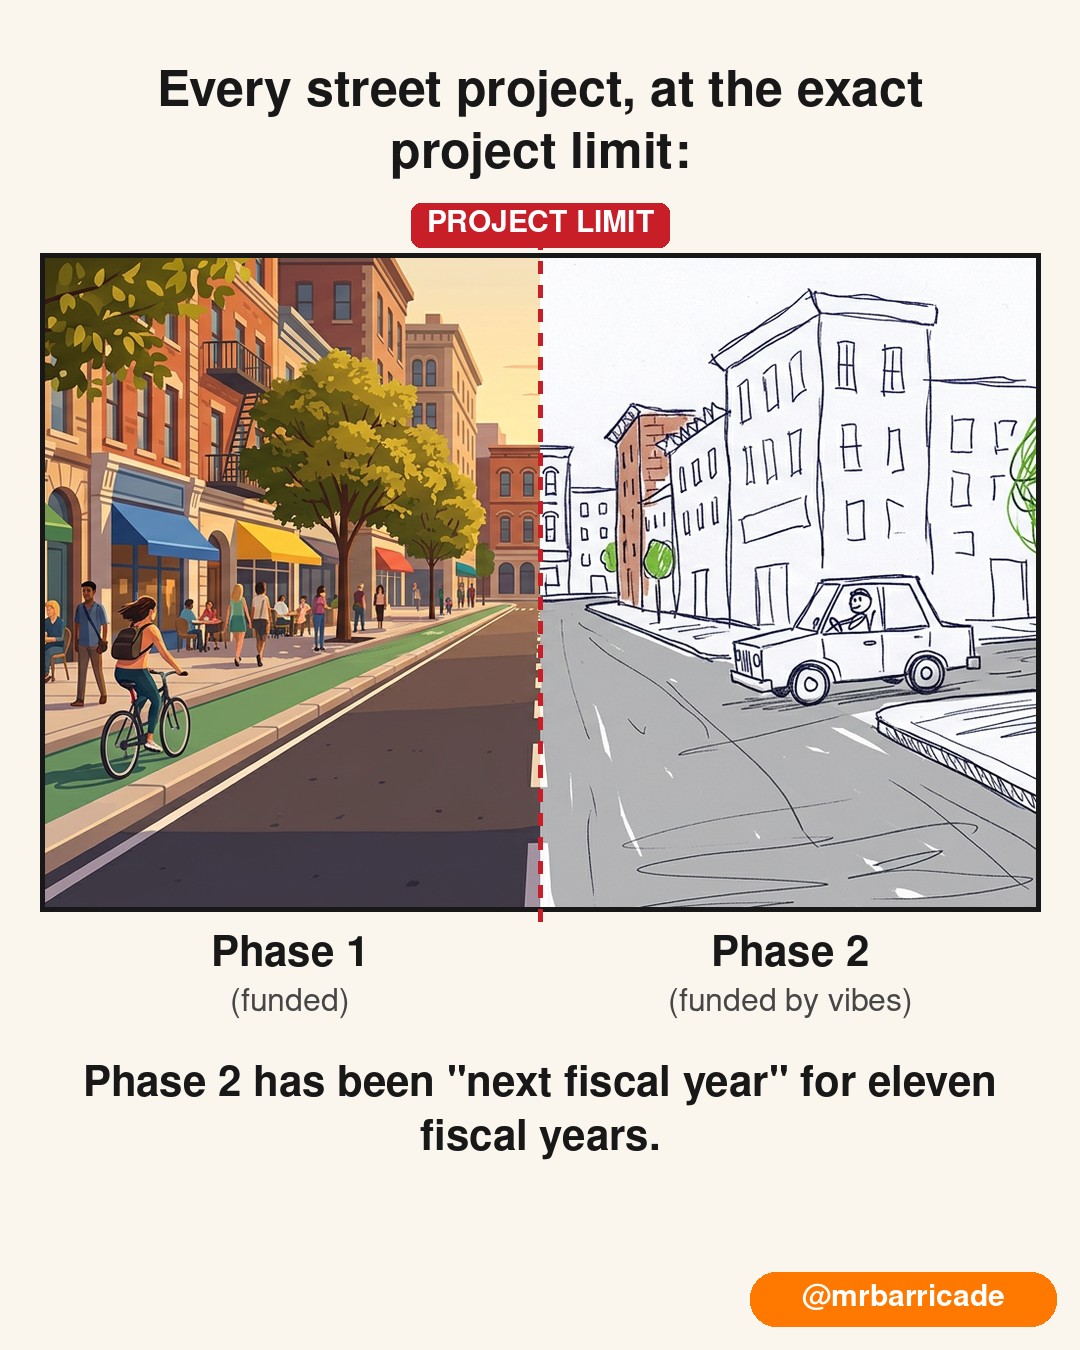 Every street project, at the exact
project limit:
PROJECT LIMIT
Phase 1
(funded)
Phase 2
(funded by vibes)
Phase 2 has been "next fiscal year" for eleven
fiscal years.
@mrbarricade